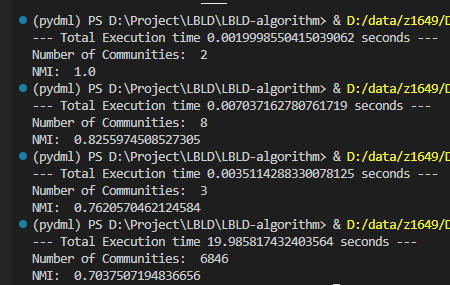 (pydml) PS D:\Project\LBLD\LBLD-algorithm> & D:/data/z1649/D
--- Total Execution time 0.0019998550415039062 seconds ---
Number of Communities:  2
NMI:  1.0
(pydml) PS D:\Project\LBLD\LBLD-algorithm> & D:/data/z1649/D
--- Total Execution time 0.007037162780761719 seconds ---
Number of Communities:  8
NMI:  0.8255974508527305
(pydml) PS D:\Project\LBLD\LBLD-algorithm> & D:/data/z1649/D
--- Total Execution time 0.0035114288330078125 seconds ---
Number of Communities:  3
NMI:  0.7620570462124584
(pydml) PS D:\Project\LBLD\LBLD-algorithm> & D:/data/z1649/D
--- Total Execution time 19.985817432403564 seconds ---
Number of Communities:  6846
NMI:  0.7037507194836656